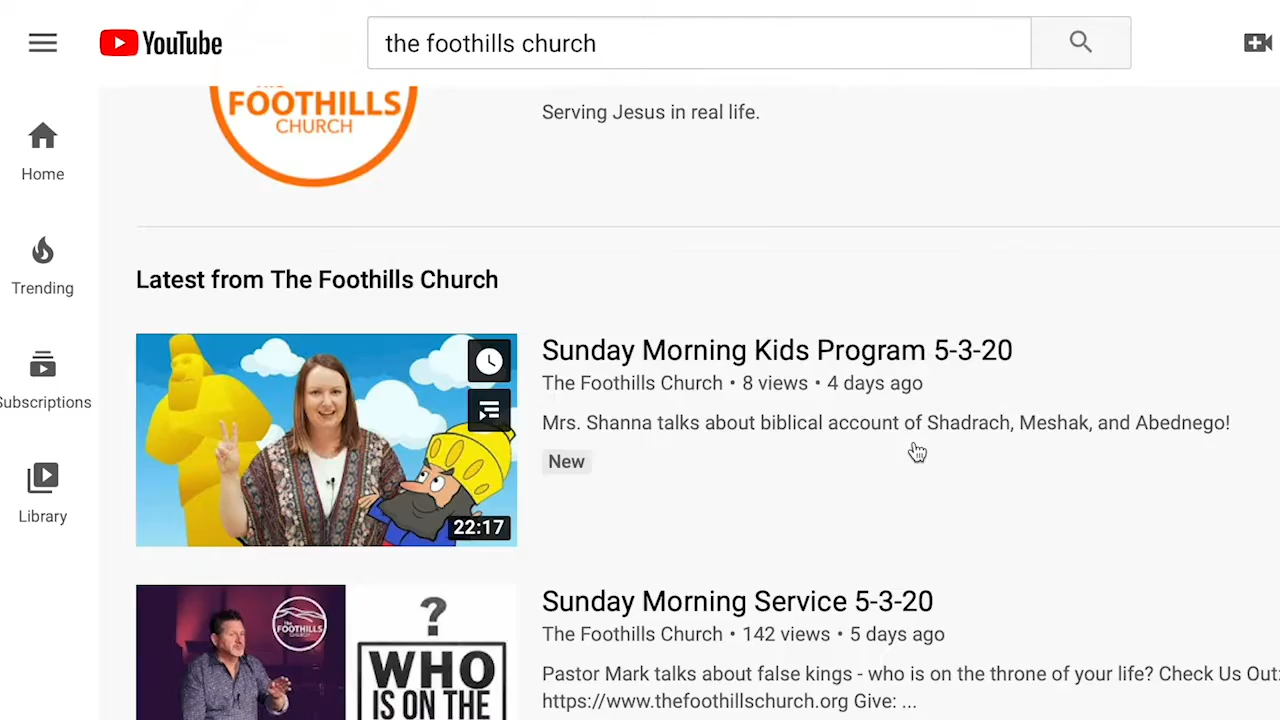 YouTube
the foothills church
FOOTHILLS
CHURCH
Serving Jesus in real life.
Home
Trending
Subscriptions
Library
Latest from The Foothills Church
22:17
Sunday Morning Kids Program 5-3-20
The Foothills Church • 8 views • 4 days ago
Mrs. Shanna talks about biblical account of Shadrach, Meshak, and Abednego!
New
THE
FOOTHILLS
CHURCH
?
WHO
IS ON THE
Sunday Morning Service 5-3-20
The Foothills Church • 142 views • 5 days ago
Pastor Mark talks about false kings - who is on the throne of your life? Check Us Out:
https://www.thefoothillschurch.org Give: ...